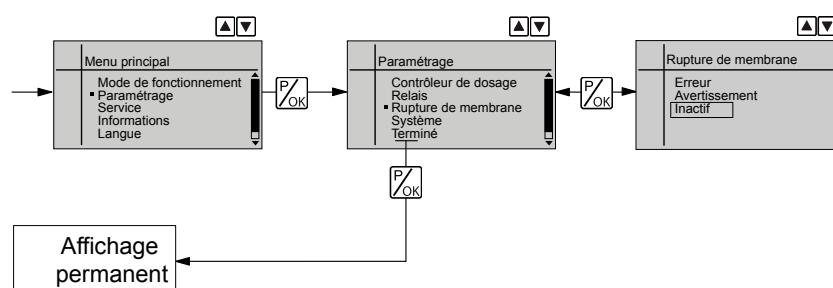 Menu principal
Mode de fonctionnement
Paramétrage
Service
Informations
Langue
P/OK
Paramétrage
Contrôleur de dosage
Relais
Rupture de membrane
Système
Terminé
P/OK
Rupture de membrane
Erreur
Avertissement
Inactif
P/OK
Affichage
permanent